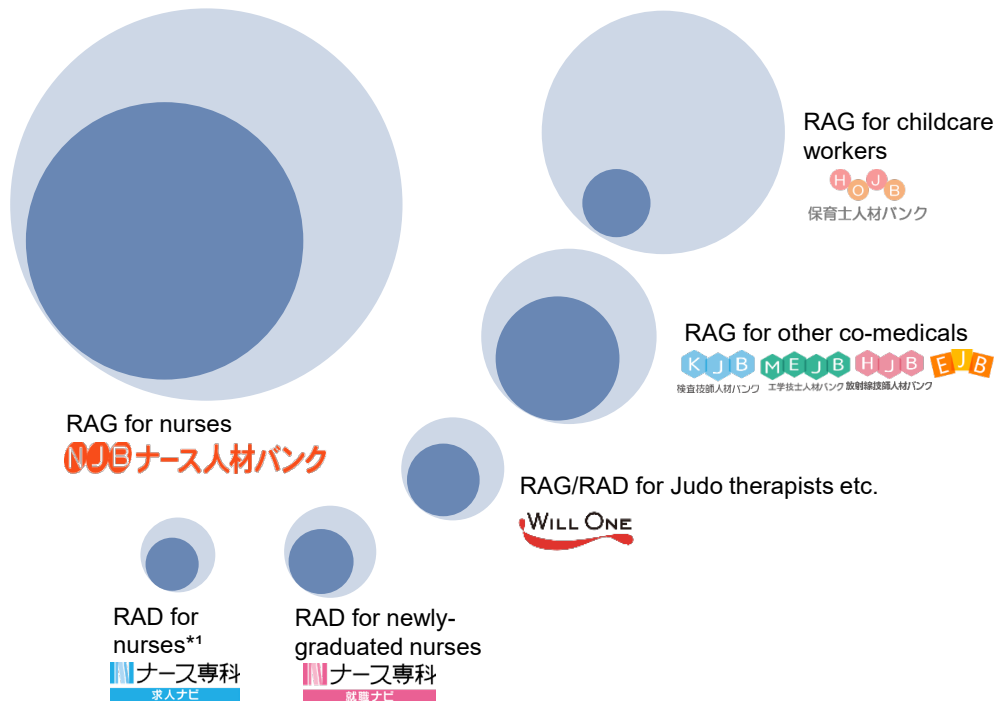 RAG for childcare
workers
HOJB
保育士人材バンク
RAG for other co-medicals
KJB MEJB HJB EJB
検査技師人材バンク 工学技士人材バンク 放射線技師人材バンク
RAG for nurses
NJB ナース人材バンク
RAG/RAD for Judo therapists etc.
WILL ONE
RAD for
nurses*¹
ナース専科
求人ナビ
RAD for newly-
graduated nurses
ナース専科
就職ナビ